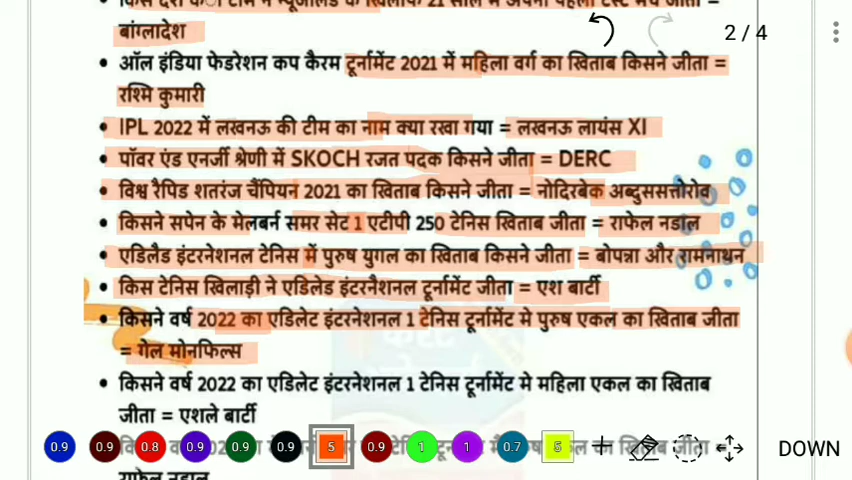 2 / 4
बांग्लादेश
• ऑल इंडिया फेडरेशन कप कैरम टूर्नामेंट 2021 में महिला वर्ग का खिताब किसने जीता =
रश्मि कुमारी
• IPL 2022 में लखनऊ की टीम का नाम क्या रखा गया = लखनऊ लायंस XI
• पॉवर एंड एनर्जी श्रेणी में SKOCH रजत पदक किसने जीता = DERC
• विश्व रैपिड शतरंज चैंपियन 2021 का खिताब किसने जीता = नोदिरबेक अब्दुससत्तोरोव
• किसने सपेन के मेलबर्न समर सेट 1 एटीपी 250 टेनिस खिताब जीता = राफेल नडाल
• एडिलैड इंटरनेशनल टेनिस में पुरुष युगल का खिताब किसने जीता = बोपन्ना और रामनाथन
• किस टेनिस खिलाड़ी ने एडिलेड इंटरनैशनल टूर्नामेंट जीता = एश बार्टी
• किसने वर्ष 2022 का एडिलेट इंटरनेशनल 1 टेनिस टूर्नामेंट मे पुरुष एकल का खिताब जीता
= गेल मोनफिल्स
• किसने वर्ष 2022 का एडिलेट इंटरनेशनल 1 टेनिस टूर्नामेंट मे महिला एकल का खिताब
जीता = एशले बार्टी
0.9 0.9 0.8 0.9 0.9 0.9 5 0.9 1 1 0.7 5 DOWN
राफेल नडाल